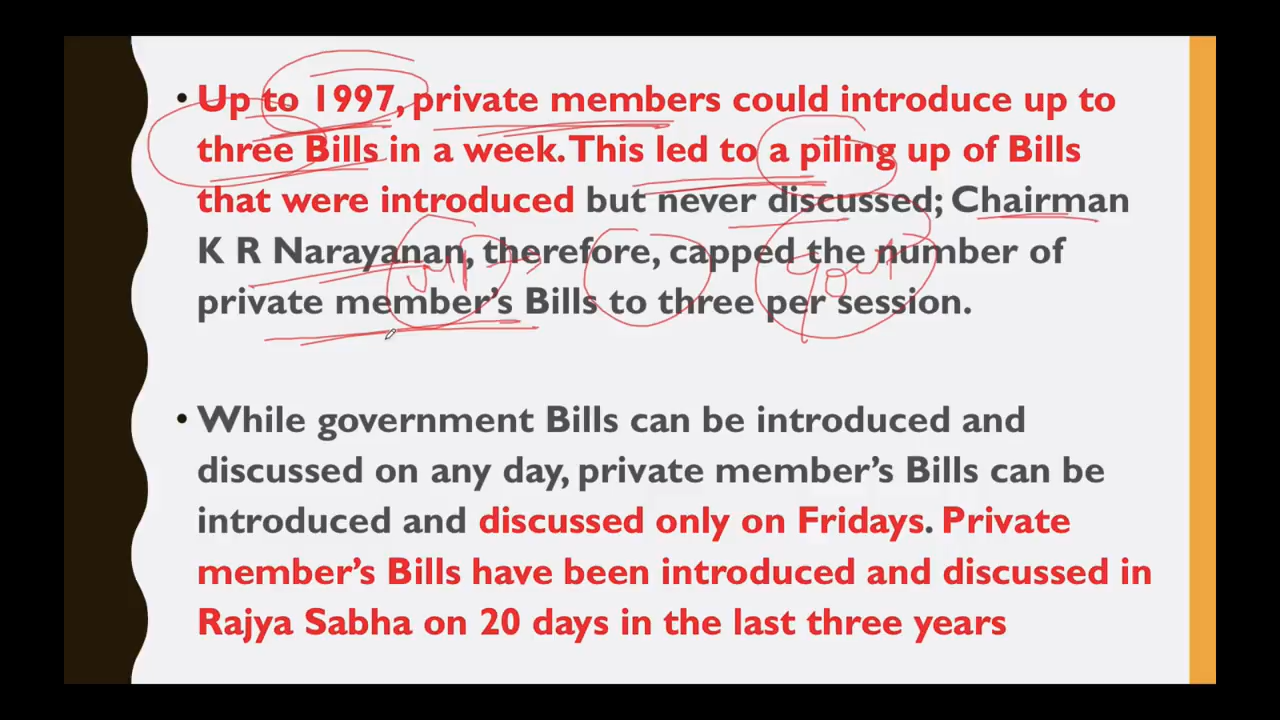 • Up to 1997, private members could introduce up to
three Bills in a week. This led to a piling up of Bills
that were introduced but never discussed; Chairman
K R Narayanan, therefore, capped the number of
private member's Bills to three per session.
• While government Bills can be introduced and
discussed on any day, private member's Bills can be
introduced and discussed only on Fridays. Private
member's Bills have been introduced and discussed in
Rajya Sabha on 20 days in the last three years